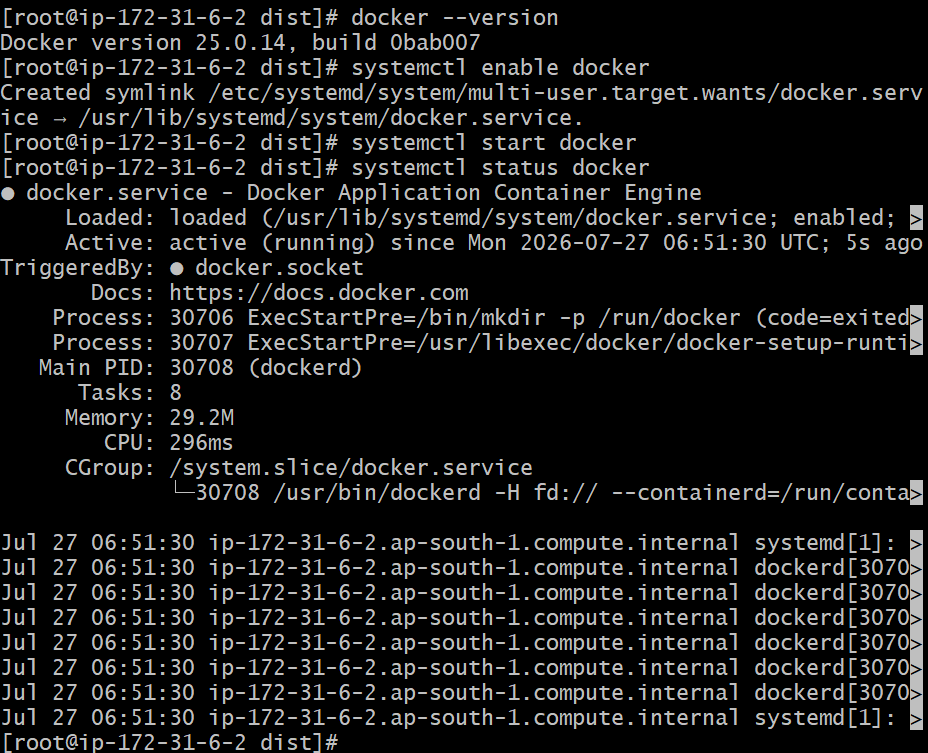 [root@ip-172-31-6-2 dist]# docker --version
Docker version 25.0.14, build 0bab007
[root@ip-172-31-6-2 dist]# systemctl enable docker
Created symlink /etc/systemd/system/multi-user.target.wants/docker.serv
ice → /usr/lib/systemd/system/docker.service.
[root@ip-172-31-6-2 dist]# systemctl start docker
[root@ip-172-31-6-2 dist]# systemctl status docker
● docker.service - Docker Application Container Engine
     Loaded: loaded (/usr/lib/systemd/system/docker.service; enabled; >
     Active: active (running) since Mon 2026-07-27 06:51:30 UTC; 5s ago
TriggeredBy: ● docker.socket
       Docs: https://docs.docker.com
    Process: 30706 ExecStartPre=/bin/mkdir -p /run/docker (code=exited>
    Process: 30707 ExecStartPre=/usr/libexec/docker/docker-setup-runti>
   Main PID: 30708 (dockerd)
      Tasks: 8
     Memory: 29.2M
        CPU: 296ms
     CGroup: /system.slice/docker.service
             └─30708 /usr/bin/dockerd -H fd:// --containerd=/run/conta>

Jul 27 06:51:30 ip-172-31-6-2.ap-south-1.compute.internal systemd[1]: >
Jul 27 06:51:30 ip-172-31-6-2.ap-south-1.compute.internal dockerd[3070>
Jul 27 06:51:30 ip-172-31-6-2.ap-south-1.compute.internal dockerd[3070>
Jul 27 06:51:30 ip-172-31-6-2.ap-south-1.compute.internal dockerd[3070>
Jul 27 06:51:30 ip-172-31-6-2.ap-south-1.compute.internal dockerd[3070>
Jul 27 06:51:30 ip-172-31-6-2.ap-south-1.compute.internal dockerd[3070>
Jul 27 06:51:30 ip-172-31-6-2.ap-south-1.compute.internal dockerd[3070>
Jul 27 06:51:30 ip-172-31-6-2.ap-south-1.compute.internal systemd[1]: >
[root@ip-172-31-6-2 dist]#